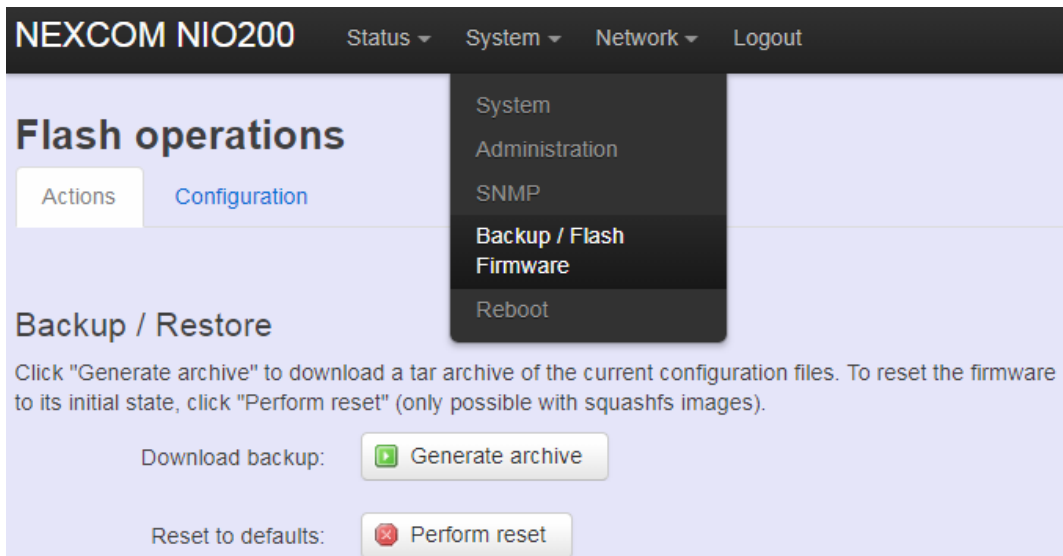 NEXCOM NIO200 Status System Network Logout
System
Administration
SNMP
Backup / Flash
Firmware
Reboot
Flash operations
Actions Configuration
Backup / Restore
Click "Generate archive" to download a tar archive of the current configuration files. To reset the firmware
to its initial state, click "Perform reset" (only possible with squashfs images).
Download backup: Generate archive
Reset to defaults: Perform reset